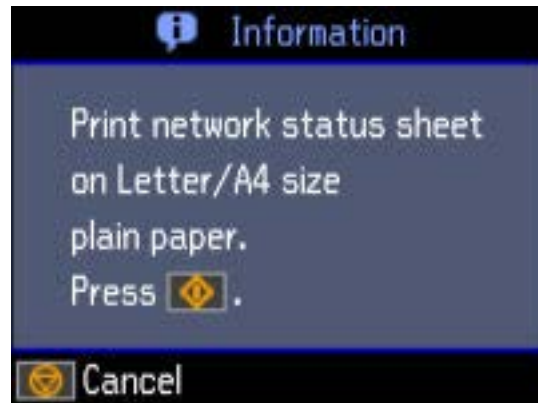 Information
Print network status sheet
on Letter/A4 size
plain paper.
Press .
Cancel